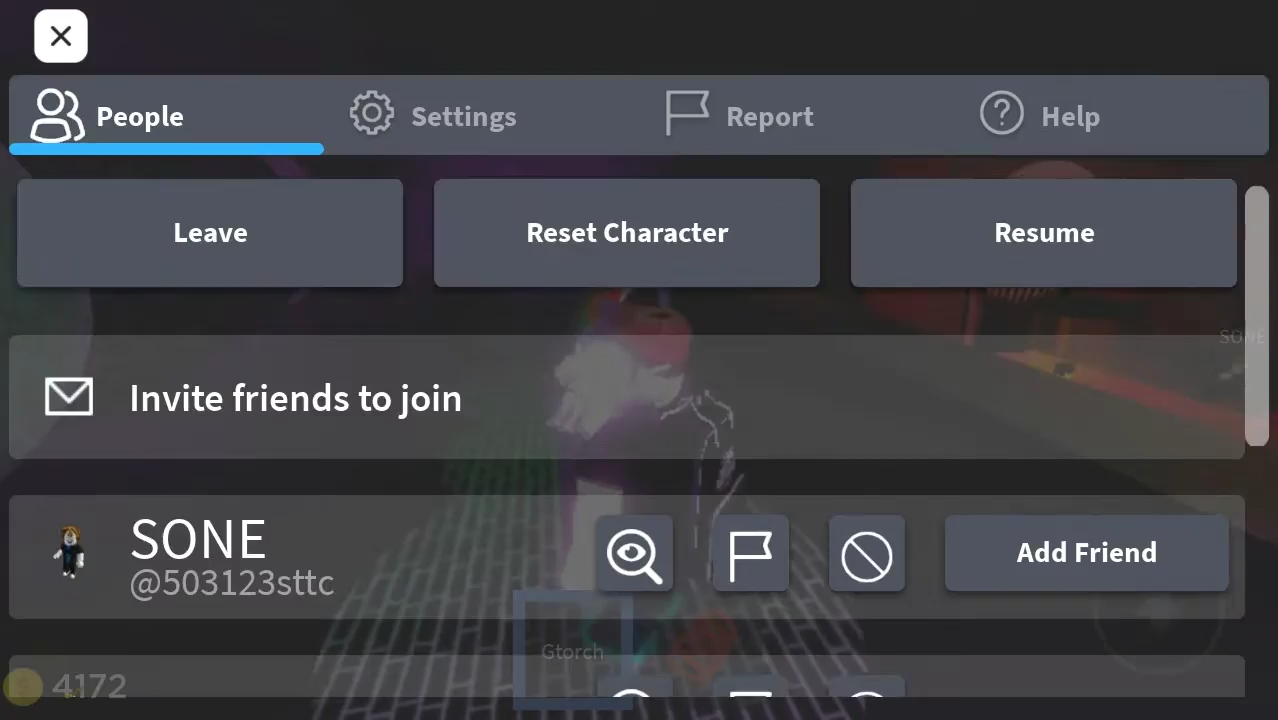 People
Settings
Report
Help
Leave
Reset Character
Resume
SONE
Invite friends to join
SONE
@503123sttc
Add Friend
Gtorch
4172